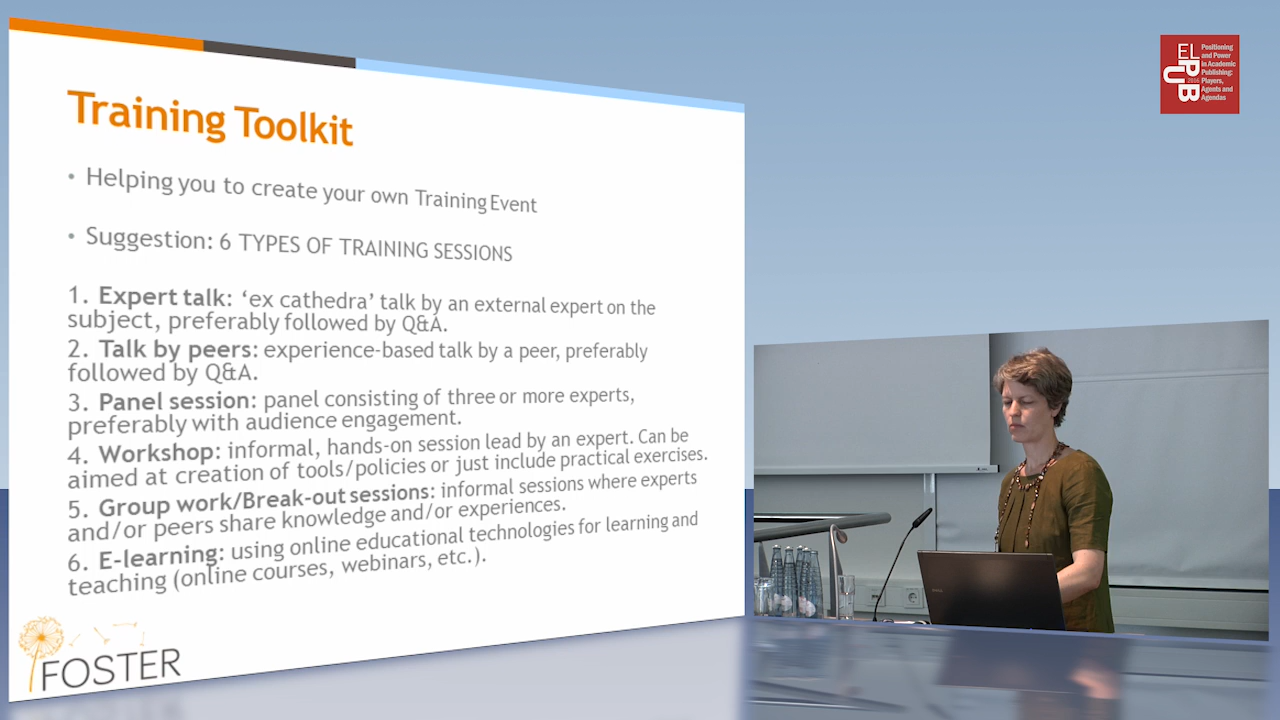 Training Toolkit
• Helping you to create your own Training Event
• Suggestion: 6 TYPES OF TRAINING SESSIONS
1. Expert talk: ‘ex cathedra’ talk by an external expert on the
subject, preferably followed by Q&A.
2. Talk by peers: experience-based talk by a peer, preferably
followed by Q&A.
3. Panel session: panel consisting of three or more experts,
preferably with audience engagement.
4. Workshop: informal, hands-on session lead by an expert. Can be
aimed at creation of tools/policies or just include practical exercises.
5. Group work/Break-out sessions: informal sessions where experts
and/or peers share knowledge and/or experiences.
6. E-learning: using online educational technologies for learning and
teaching (online courses, webinars, etc.).
FOSTER
ELPUB
2016
Positioning
and Power
in Academic
Publishing:
Players,
Agents and
Agendas